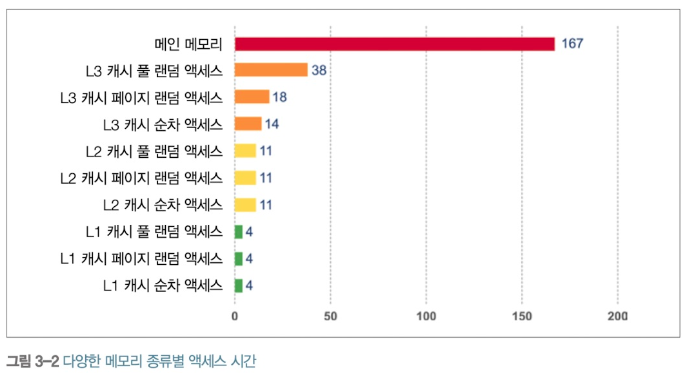 메인 메모리 167
L3 캐시 풀 랜덤 액세스 38
L3 캐시 페이지 랜덤 액세스 18
L3 캐시 순차 액세스 14
L2 캐시 풀 랜덤 액세스 11
L2 캐시 페이지 랜덤 액세스 11
L2 캐시 순차 액세스 11
L1 캐시 풀 랜덤 액세스 4
L1 캐시 페이지 랜덤 액세스 4
L1 캐시 순차 액세스 4
0 50 100 150 200
그림 3-2 다양한 메모리 종류별 액세스 시간